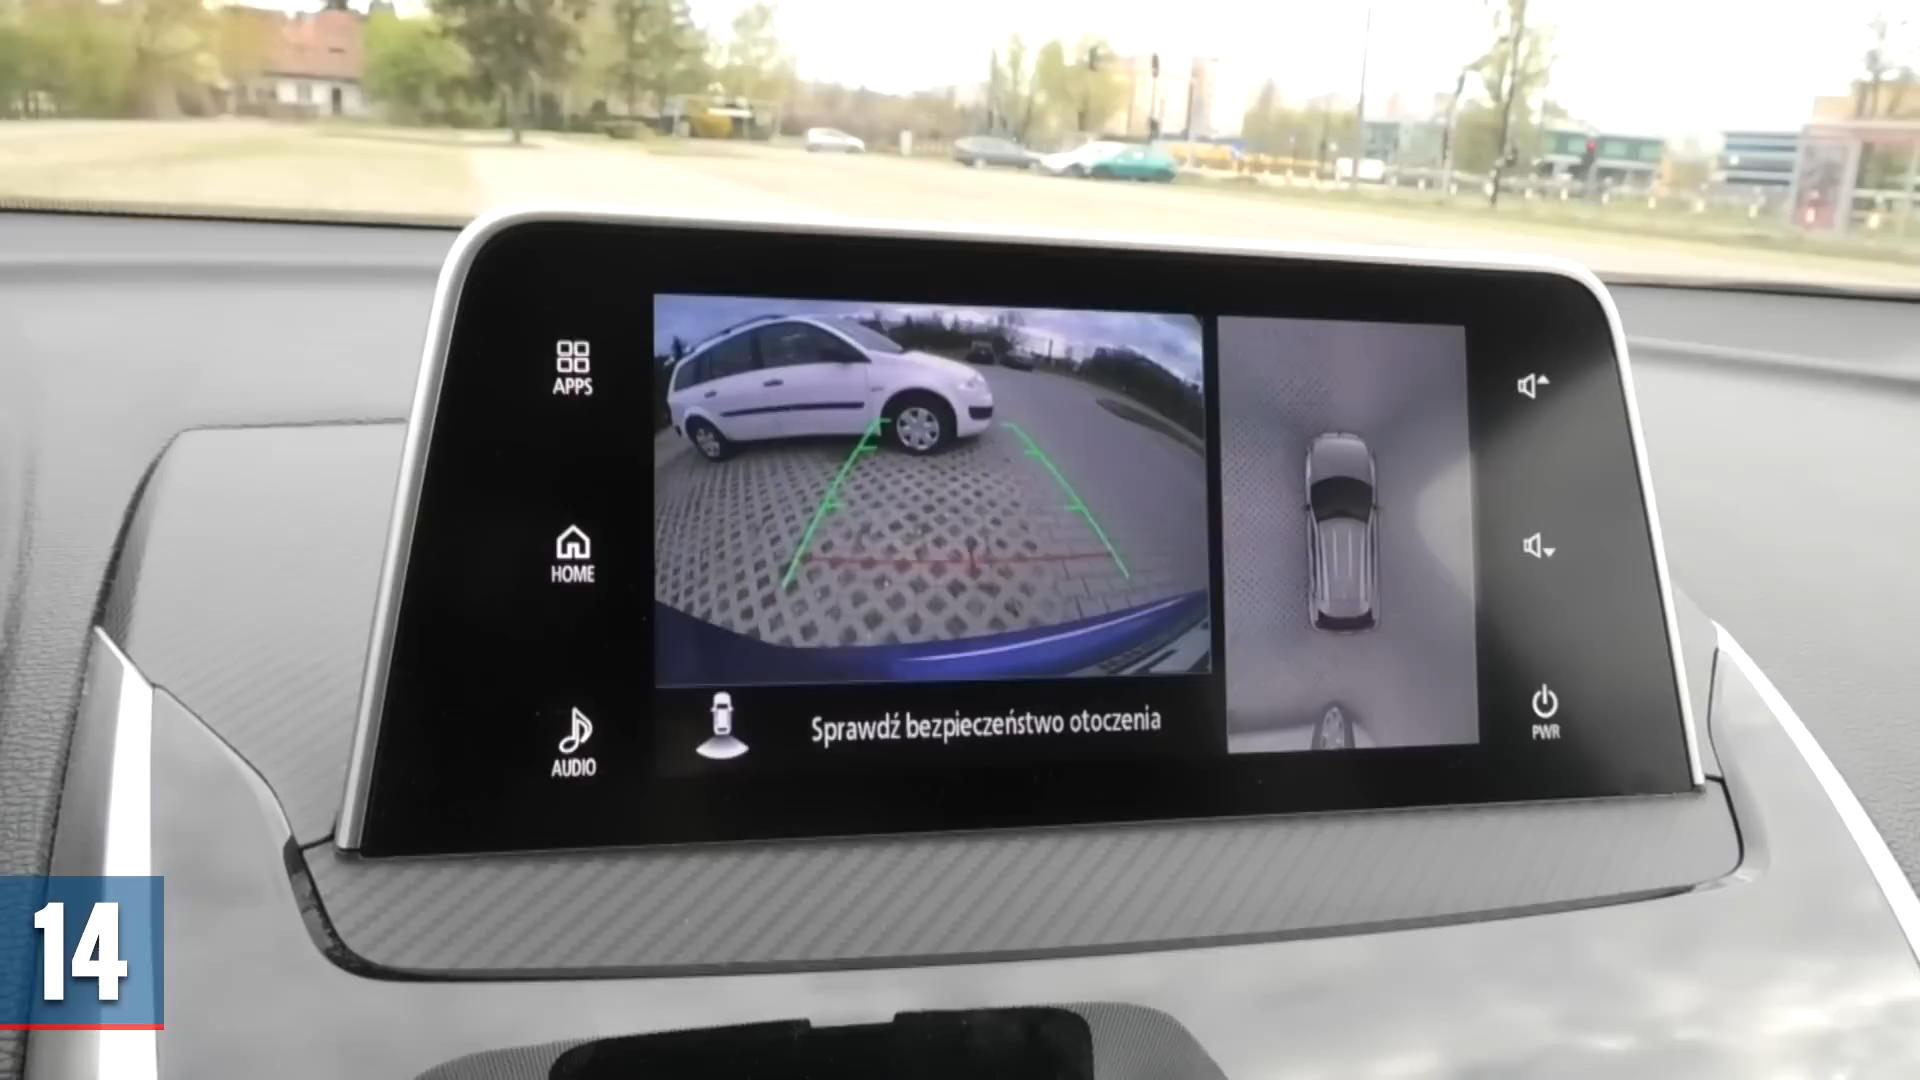 APPS
HOME
AUDIO
Sprawdź bezpieczeństwo otoczenia
PWR
14